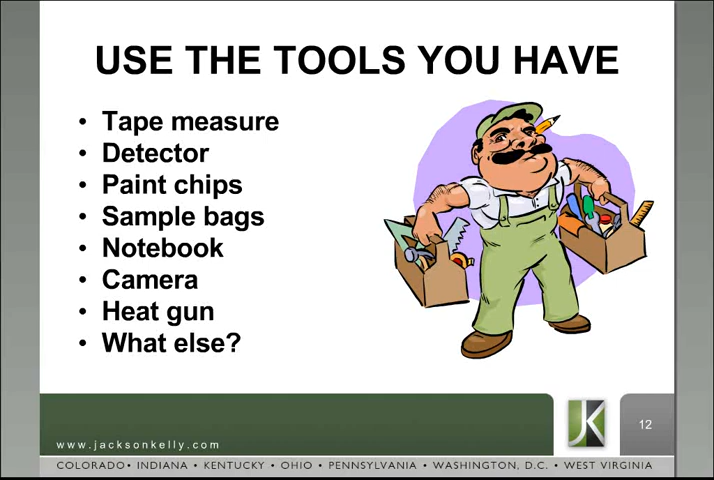 USE THE TOOLS YOU HAVE
• Tape measure
• Detector
• Paint chips
• Sample bags
• Notebook
• Camera
• Heat gun
• What else?
JK
12
www.jacksonkelly.com
COLORADO • INDIANA • KENTUCKY • OHIO • PENNSYLVANIA • WASHINGTON, D.C. • WEST VIRGINIA